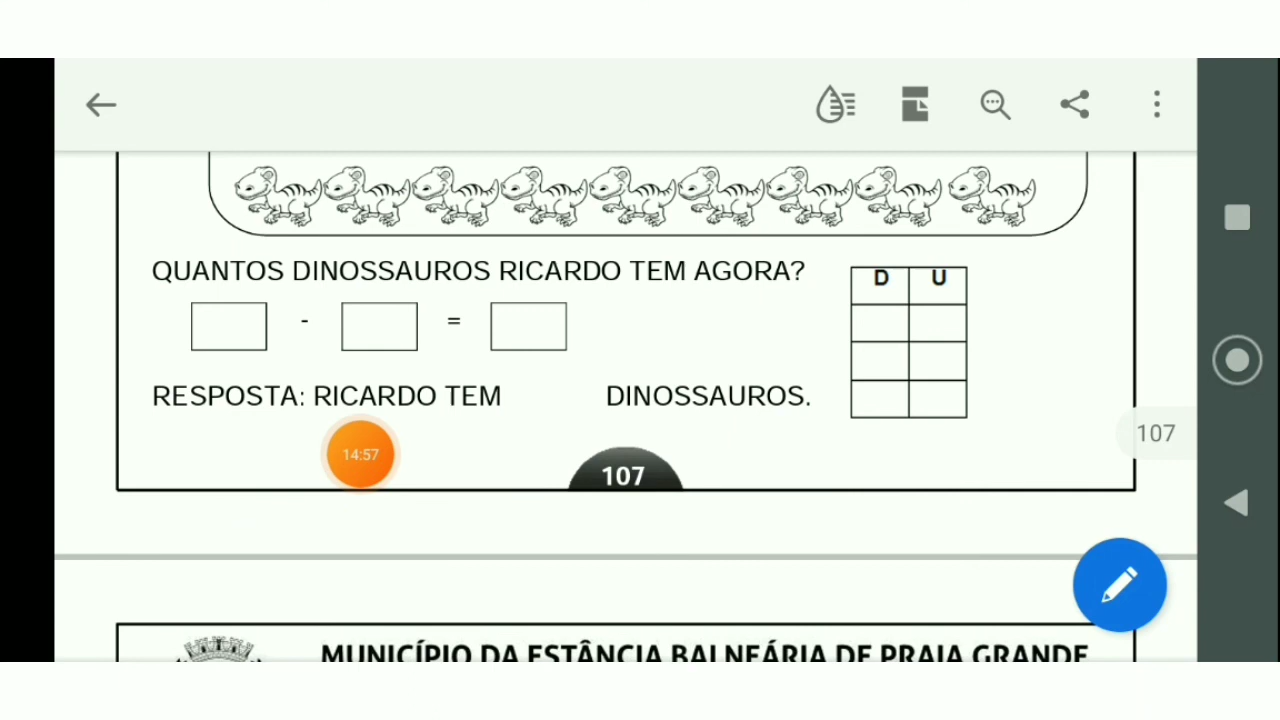 QUANTOS DINOSSAUROS RICARDO TEM AGORA?
D U
- =
RESPOSTA: RICARDO TEM DINOSSAUROS.
107
14:57
107
MUNICÍPIO DA ESTÂNCIA BALNEÁRIA DE PRAIA GRANDE